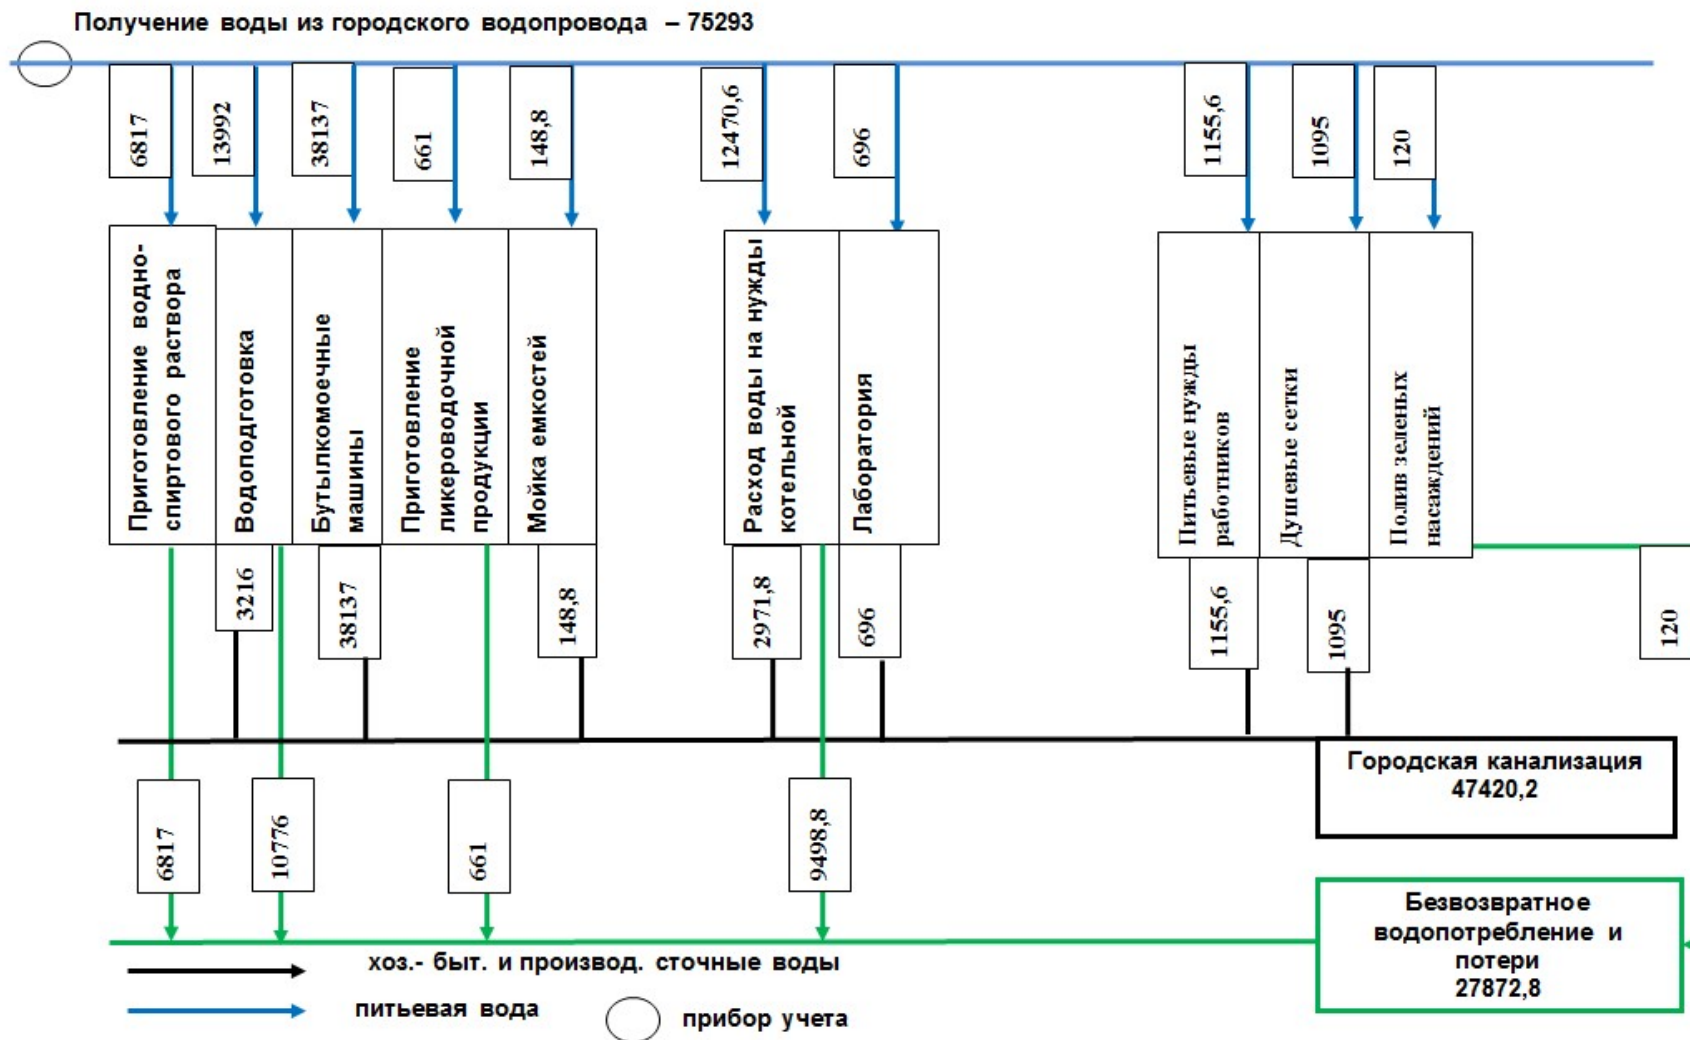 Получение воды из городского водопровода – 75293
6817
13992
38137
661
148,8
12470,6
696
1155,6
1095
120
Приготовление водно-
спиртового раствора
Водоподготовка
Бутылкомоечные
машины
Приготовление
ликероводочной
продукции
Мойка емкостей
Расход воды на нужды
котельной
Лаборатория
Питьевые нужды
работников
Душевые сетки
Полив зеленых
насаждений
3216
38137
148,8
2971,8
696
1155,6
1095
120
Городская канализация
47420,2
6817
10776
661
9498,8
Безвозвратное
водопотребление и
потери
27872,8
хоз.- быт. и производ. сточные воды
питьевая вода
прибор учета